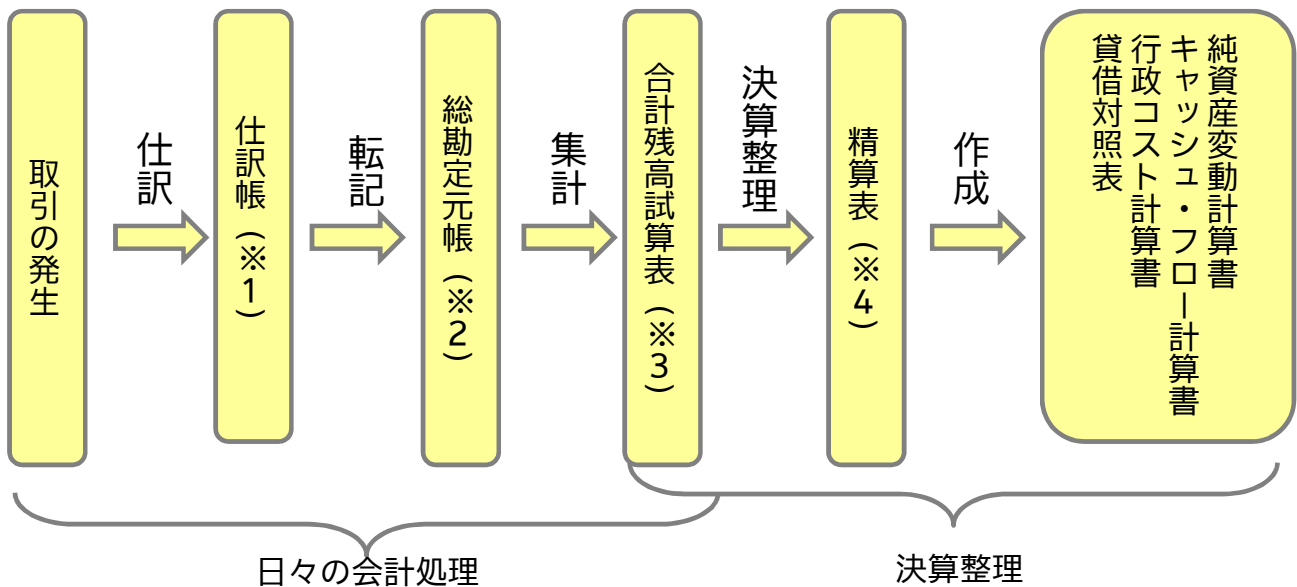 取引の発生
仕訳
仕訳帳（※1）
転記
総勘定元帳（※2）
集計
合計残高試算表（※3）
決算整理
精算表（※4）
作成
純資産変動計算書
キャッシュ・フロー計算書
行政コスト計算書
貸借対照表
日々の会計処理
決算整理